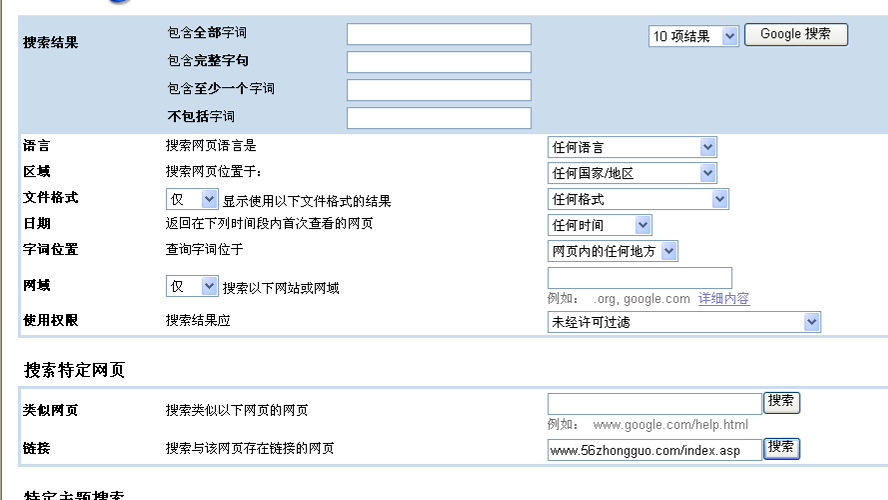 搜索结果 包含全部字词 10 项结果 Google 搜索
包含完整字句
包含至少一个字词
不包括字词
语言 搜索网页语言是 任何语言
区域 搜索网页位置于： 任何国家/地区
文件格式 仅 显示使用以下文件格式的结果 任何格式
日期 返回在下列时间段内首次查看的网页 任何时间
字词位置 查询字词位于 网页内的任何地方
网域 仅 搜索以下网站或网域
例如： .org, google.com 详细内容
使用权限 搜索结果应 未经许可过滤
搜索特定网页
类似网页 搜索类似以下网页的网页 搜索
例如： www.google.com/help.html
链接 搜索与该网页存在链接的网页 www.56zhongguo.com/index.asp 搜索
特定主题搜索